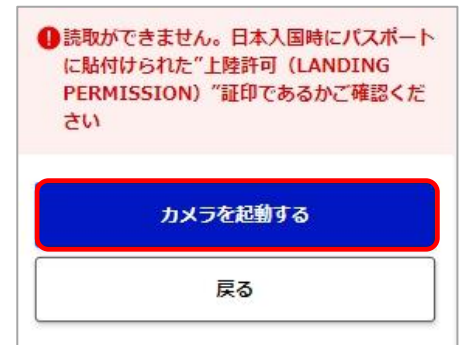 読取ができません。日本入国時にパスポート
に貼付けられた”上陸許可（LANDING
PERMISSION）”証印であるかご確認くだ
さい
カメラを起動する
戻る